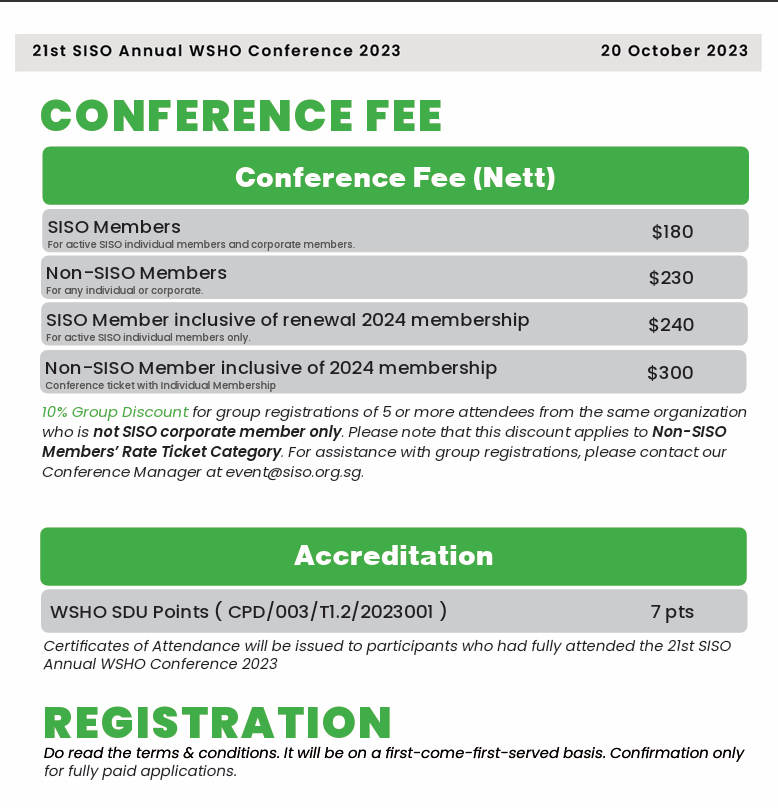 21st SISO Annual WSHO Conference 2023 20 October 2023
CONFERENCE FEE
Conference Fee (Nett)
SISO Members $180
For active SISO individual members and corporate members.
Non-SISO Members $230
For any individual or corporate.
SISO Member inclusive of renewal 2024 membership $240
For active SISO individual members only.
Non-SISO Member inclusive of 2024 membership $300
Conference ticket with Individual Membership
10% Group Discount for group registrations of 5 or more attendees from the same organization
who is not SISO corporate member only. Please note that this discount applies to Non-SISO
Members’ Rate Ticket Category. For assistance with group registrations, please contact our
Conference Manager at event@siso.org.sg.
Accreditation
WSHO SDU Points ( CPD/003/T1.2/2023001 ) 7 pts
Certificates of Attendance will be issued to participants who had fully attended the 21st SISO
Annual WSHO Conference 2023
REGISTRATION
Do read the terms & conditions. It will be on a first-come-first-served basis. Confirmation only
for fully paid applications.